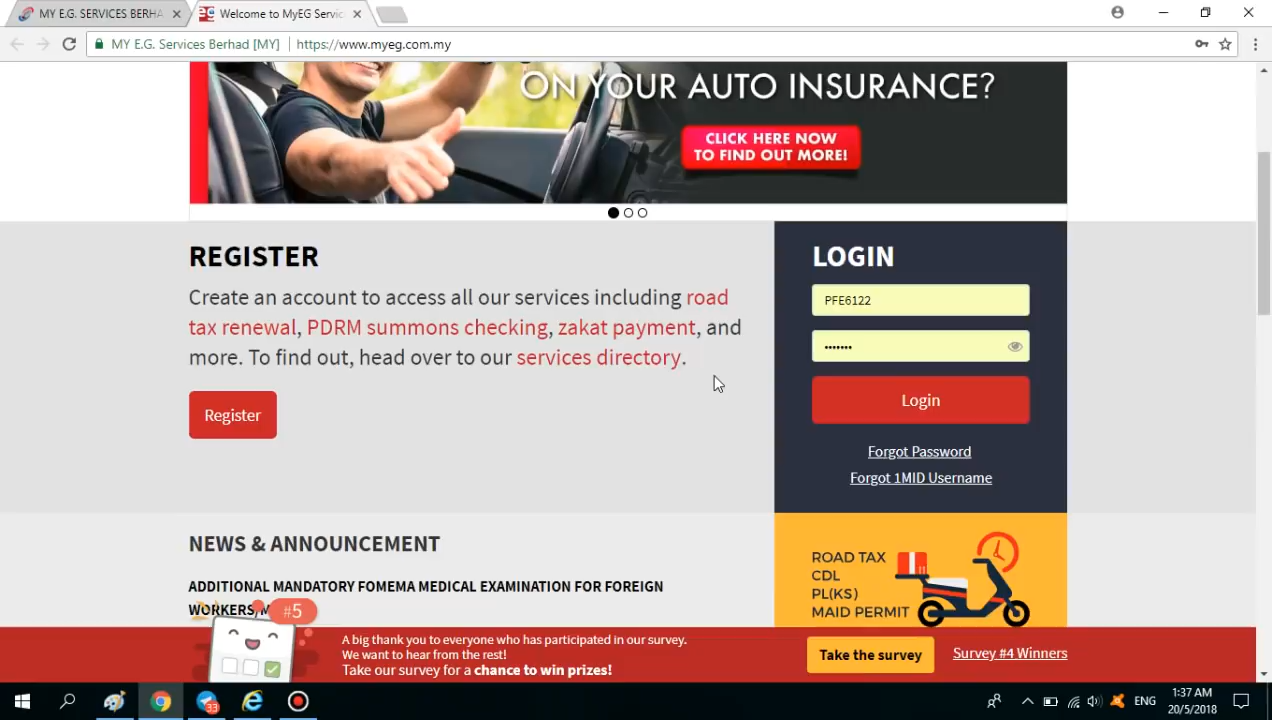 MY E.G. SERVICES BERHA
Welcome to MyEG Servic
MY E.G. Services Berhad [MY]
https://www.myeg.com.my
ON YOUR AUTO INSURANCE?
CLICK HERE NOW
TO FIND OUT MORE!
REGISTER
Create an account to access all our services including road
tax renewal, PDRM summons checking, zakat payment, and
more. To find out, head over to our services directory.
Register
LOGIN
PFE6122
•••••••
Login
Forgot Password
Forgot 1MID Username
NEWS & ANNOUNCEMENT
ADDITIONAL MANDATORY FOMEMA MEDICAL EXAMINATION FOR FOREIGN
WORKERS/M
ROAD TAX
CDL
PL(KS)
MAID PERMIT
#5
A big thank you to everyone who has participated in our survey.
We want to hear from the rest!
Take our survey for a chance to win prizes!
Take the survey
Survey #4 Winners
33
ENG
1:37 AM
20/5/2018